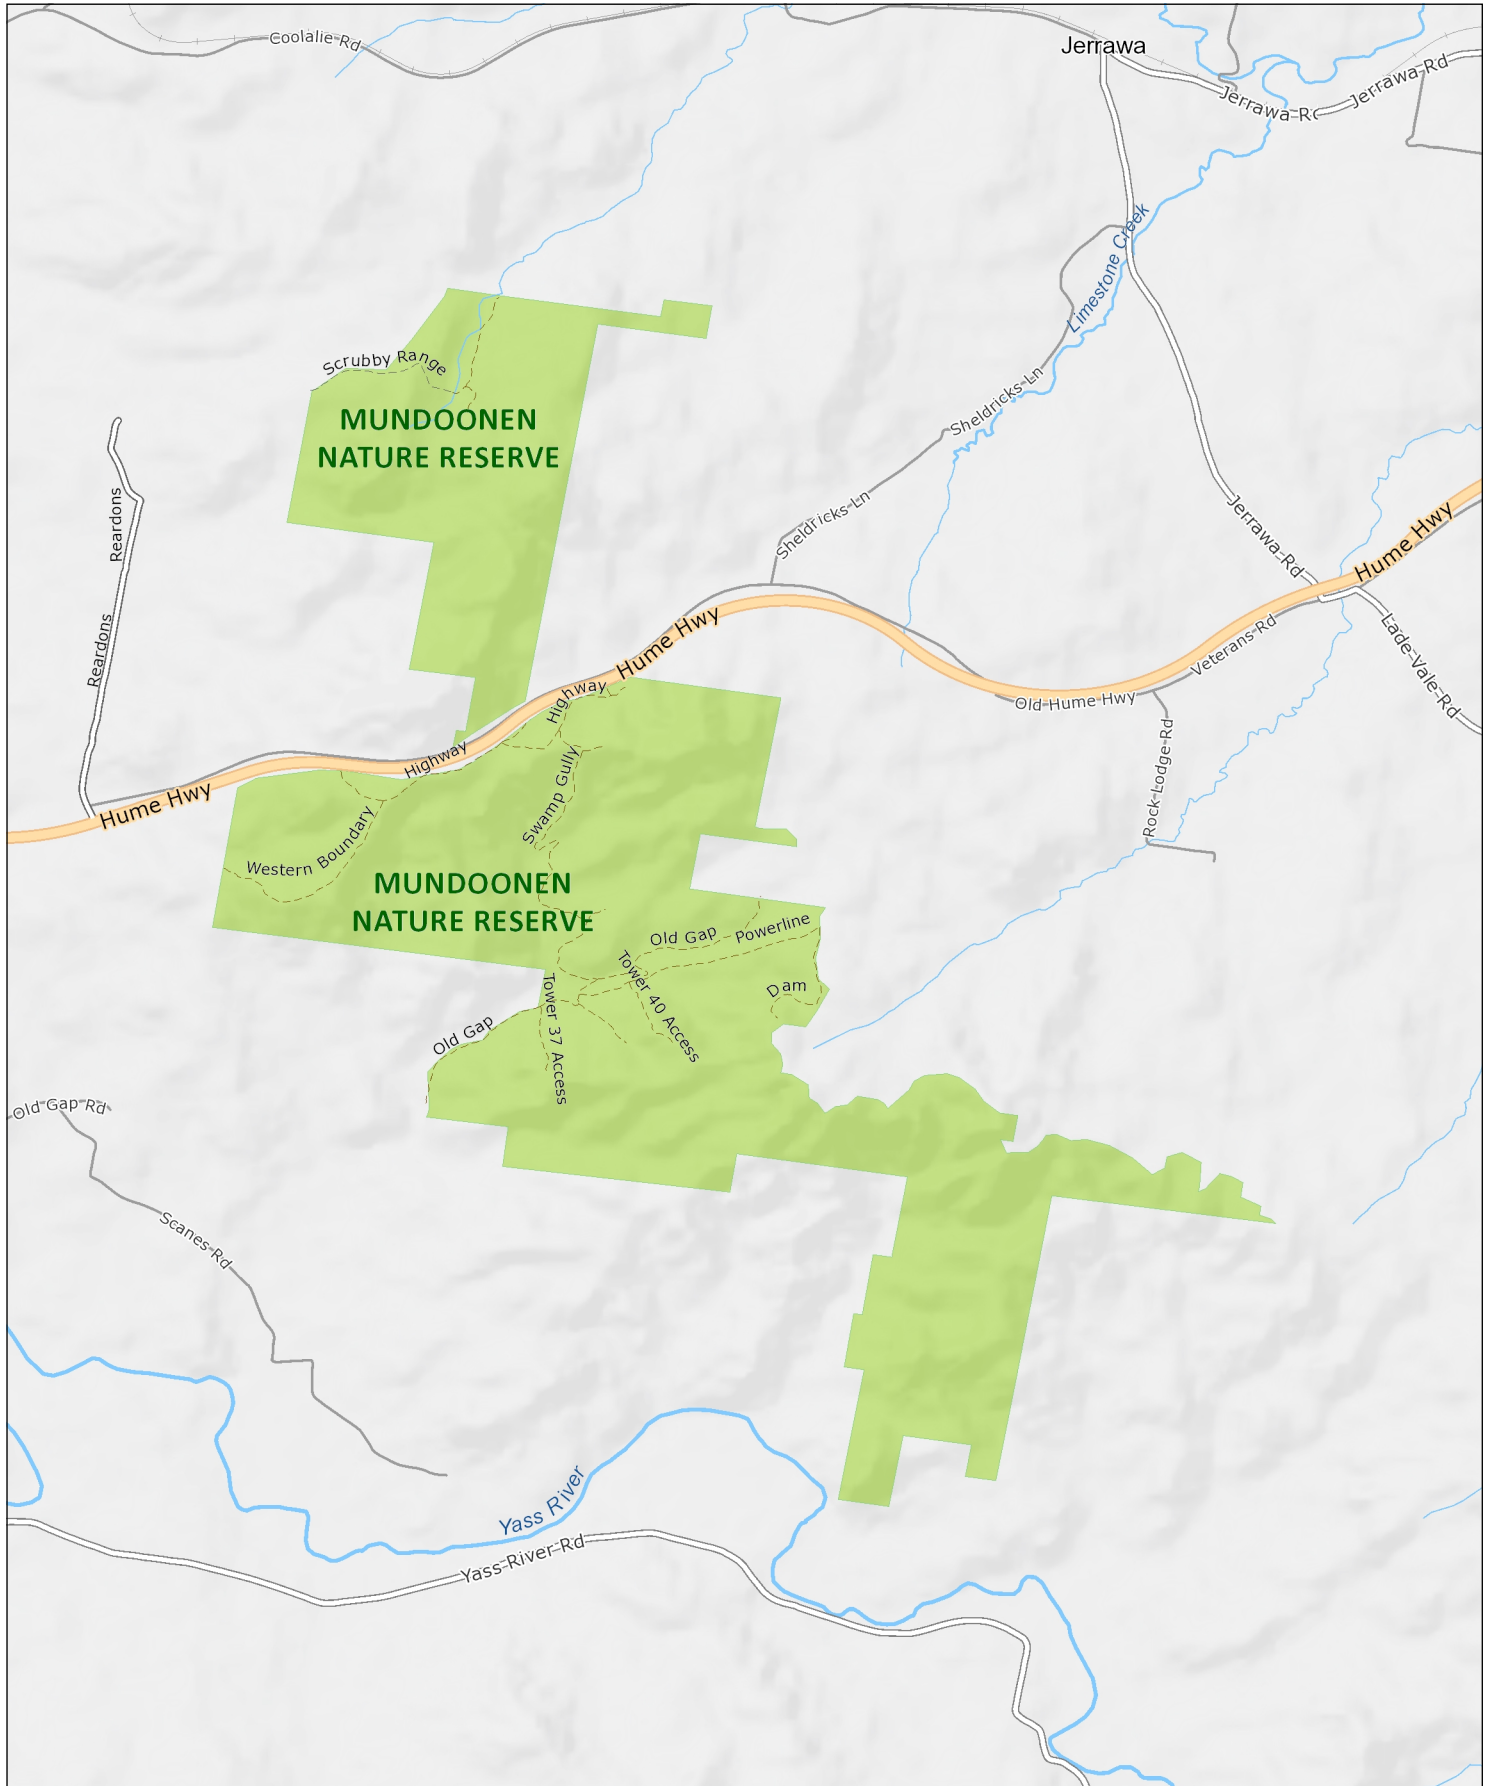 Coolalie Rd
Jerrawa
Jerrawa Rd
Jerrawa R
Limestone Creek
Scrubby Range
MUNDOONEN
NATURE RESERVE
Sheldricks Ln
Sheldricks Ln
Reardons
Reardons
Jerrawa Rd
Hume Hwy
Hume Hwy
Lade Vale Rd
Veterans Rd
Old Hume Hwy
Rock Lodge Rd
Highway
Highway
Hume Hwy
Swamp Gully
Western Boundary
MUNDOONEN
NATURE RESERVE
Old Gap
Powerline
Tower 40 Access
Dam
Tower 37 Access
Old Gap
Old Gap Rd
Scanes Rd
Yass River
Yass River Rd